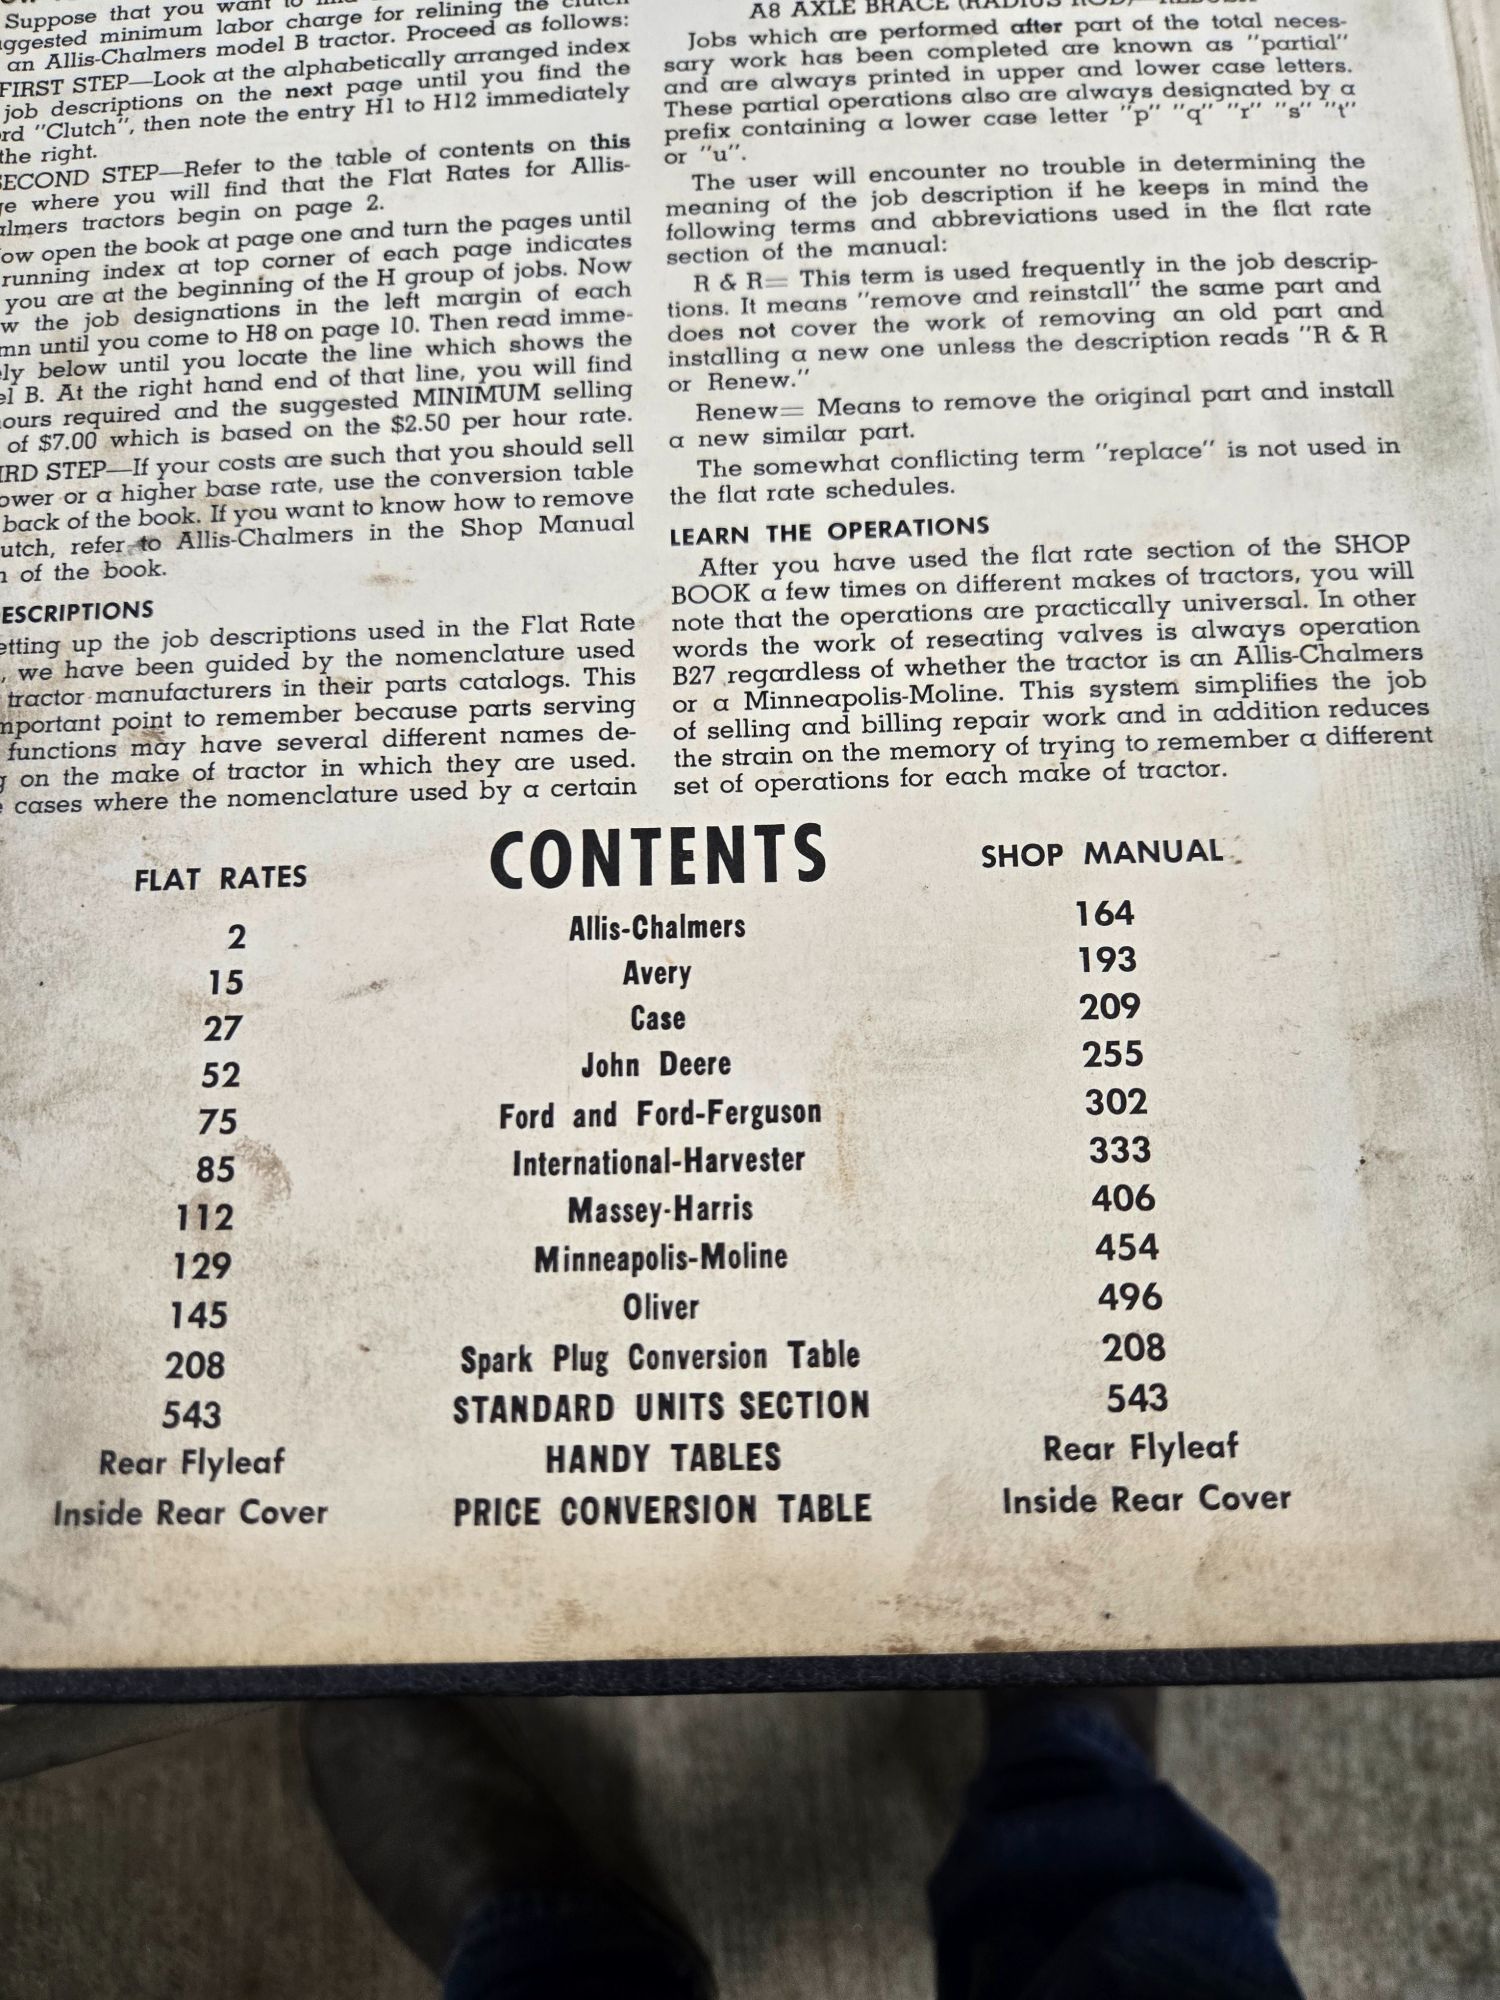 Suppose that you want to
suggested minimum labor charge for relining the clutch
an Allis-Chalmers model B tractor. Proceed as follows:
FIRST STEP—Look at the alphabetically arranged index
job descriptions on the next page until you find the
"Clutch", then note the entry H1 to H12 immediately
the right.
SECOND STEP—Refer to the table of contents on this
where you will find that the Flat Rates for Allis-
tractors begin on page 2.
open the book at page one and turn the pages until
running index at top corner of each page indicates
you are at the beginning of the H group of jobs. Now
the job designations in the left margin of each
until you come to H8 on page 10. Then read imme-
below until you locate the line which shows the
B. At the right hand end of that line, you will find
hours required and the suggested MINIMUM selling
of $7.00 which is based on the $2.50 per hour rate.
STEP—If your costs are such that you should sell
or a higher base rate, use the conversion table
back of the book. If you want to know how to remove
refer to Allis-Chalmers in the Shop Manual
of the book.
DESCRIPTIONS
up the job descriptions used in the Flat Rate
we have been guided by the nomenclature used
tractor manufacturers in their parts catalogs. This
important point to remember because parts serving
functions may have several different names de-
on the make of tractor in which they are used.
cases where the nomenclature used by a certain
A8 AXLE BRACE (RADIUS
Jobs which are performed after part of the total neces-
sary work has been completed are known as "partial"
and are always printed in upper and lower case letters.
These partial operations also are always designated by a
prefix containing a lower case letter "p" "q" "r" "s" "t"
or "u".
The user will encounter no trouble in determining the
meaning of the job description if he keeps in mind the
following terms and abbreviations used in the flat rate
section of the manual:
R & R= This term is used frequently in the job descrip-
tions. It means "remove and reinstall" the same part and
does not cover the work of removing an old part and
installing a new one unless the description reads "R & R
or Renew."
Renew= Means to remove the original part and install
a new similar part.
The somewhat conflicting term "replace" is not used in
the flat rate schedules.
LEARN THE OPERATIONS
After you have used the flat rate section of the SHOP
BOOK a few times on different makes of tractors, you will
note that the operations are practically universal. In other
words the work of reseating valves is always operation
B27 regardless of whether the tractor is an Allis-Chalmers
or a Minneapolis-Moline. This system simplifies the job
of selling and billing repair work and in addition reduces
the strain on the memory of trying to remember a different
set of operations for each make of tractor.
FLAT RATES CONTENTS SHOP MANUAL
2 Allis-Chalmers 164
15 Avery 193
27 Case 209
52 John Deere 255
75 Ford and Ford-Ferguson 302
85 International-Harvester 333
112 Massey-Harris 406
129 Minneapolis-Moline 454
145 Oliver 496
208 Spark Plug Conversion Table 208
543 STANDARD UNITS SECTION 543
Rear Flyleaf HANDY TABLES Rear Flyleaf
Inside Rear Cover PRICE CONVERSION TABLE Inside Rear Cover